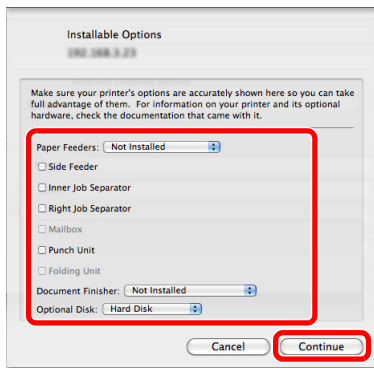 Installable Options
Make sure your printer's options are accurately shown here so you can take
full advantage of them. For information on your printer and its optional
hardware, check the documentation that came with it.
Paper Feeders: Not Installed
Side Feeder
Inner Job Separator
Right Job Separator
Mailbox
Punch Unit
Folding Unit
Document Finisher: Not Installed
Optional Disk: Hard Disk
Cancel Continue